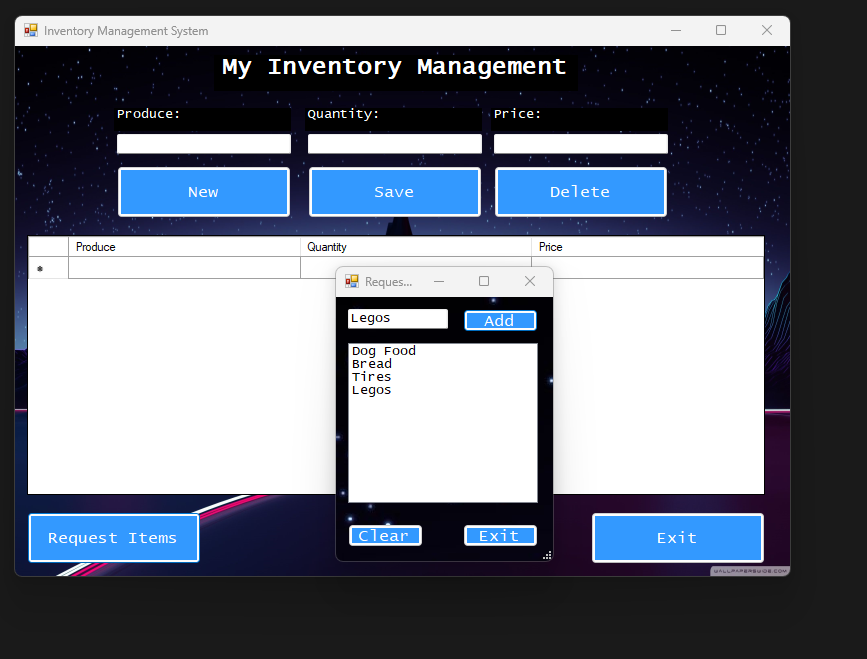 Inventory Management System
My Inventory Management
Produce: Quantity: Price:
New Save Delete
Produce Quantity Price
Reques...
Legos Add
Dog Food
Bread
Tires
Legos
Clear Exit
Request Items Exit
WALLPAPERSWIDE.COM